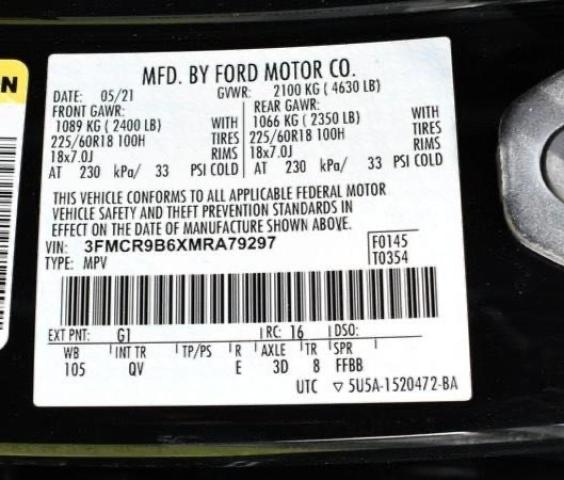 N
MFD. BY FORD MOTOR CO.
DATE: 05/21 GVWR: 2100 KG ( 4630 LB)
FRONT GAWR: REAR GAWR:
1089 KG ( 2400 LB) WITH 1066 KG ( 2350 LB) WITH
225/60R18 100H TIRES 225/60R18 100H TIRES
18x7.0J RIMS 18x7.0J RIMS
AT 230 kPa/ 33 PSI COLD AT 230 kPa/ 33 PSI COLD
THIS VEHICLE CONFORMS TO ALL APPLICABLE FEDERAL MOTOR
VEHICLE SAFETY AND THEFT PREVENTION STANDARDS IN
EFFECT ON THE DATE OF MANUFACTURE SHOWN ABOVE.
VIN: 3FMCR9B6XMRA79297 F0145
TYPE: MPV T0354
EXT PNT: G1 RC: 16 DSO:
WB INT TR TP/PS R AXLE TR SPR
105 QV E 3D 8 FFBB
UTC ▽ 5U5A-1520472-BA